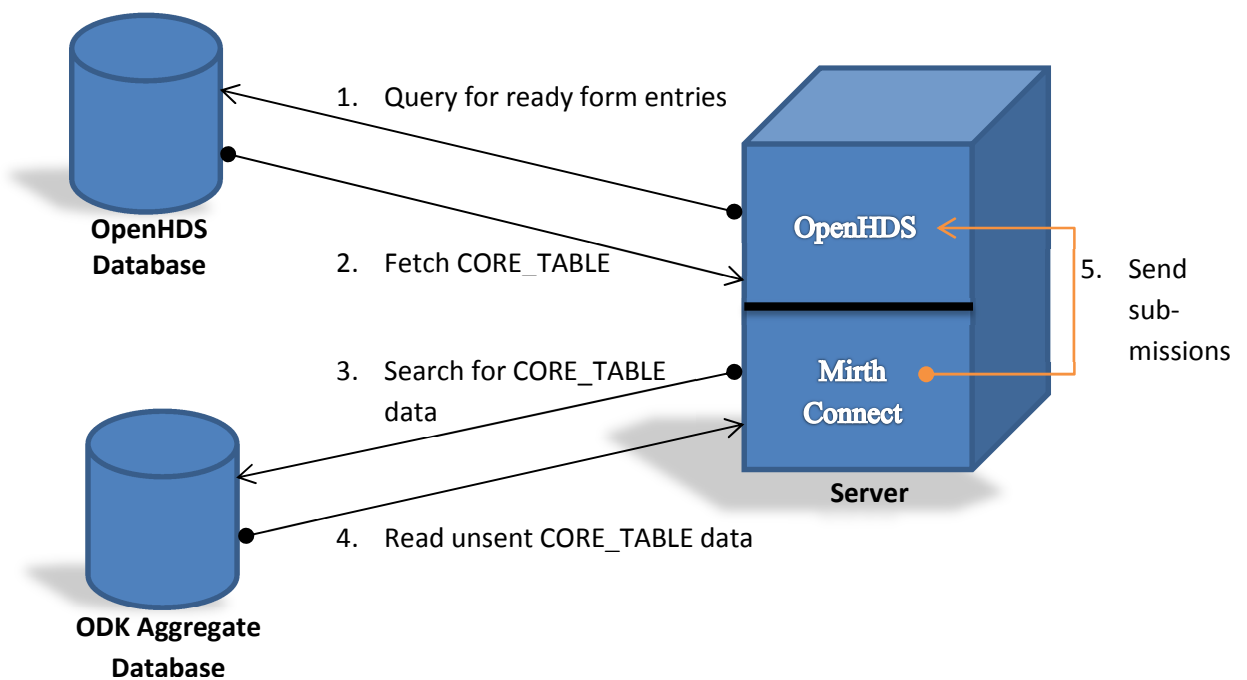 1. Query for ready form entries
OpenHDS
Database
2. Fetch CORE_TABLE
3. Search for CORE_TABLE
data
4. Read unsent CORE_TABLE data
ODK Aggregate
Database
OpenHDS
Mirth
Connect
Server
5. Send
sub-
missions